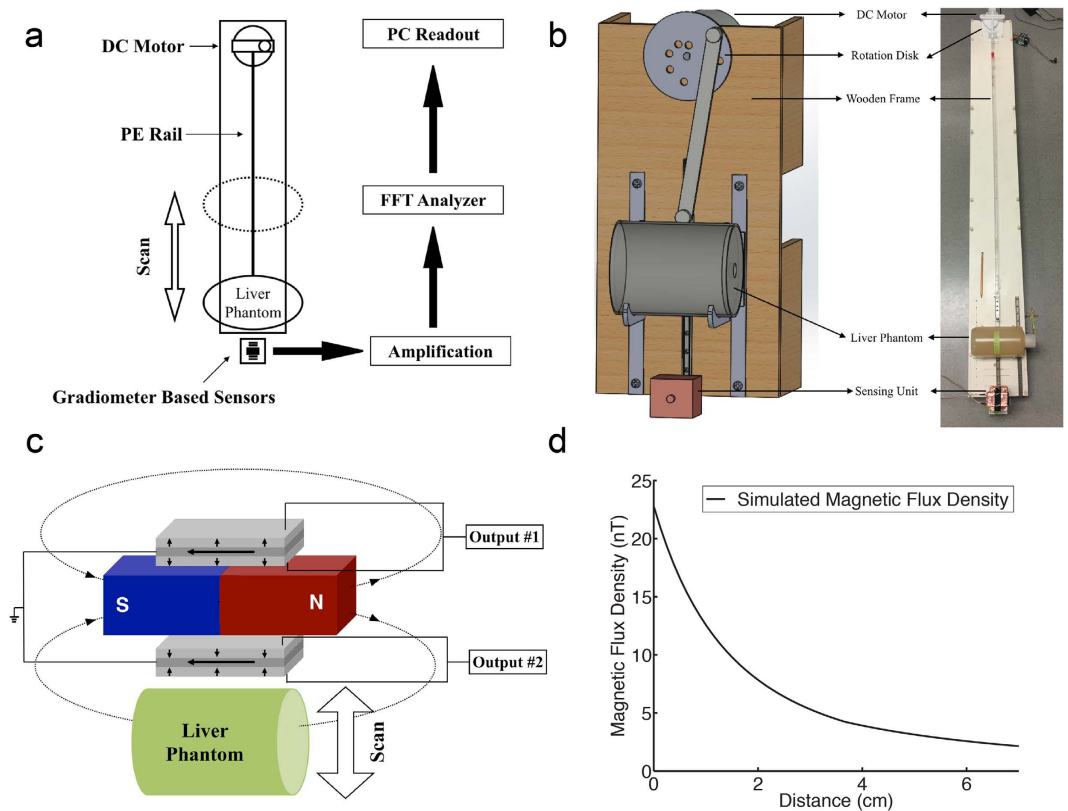 a
DC Motor
PE Rail
Scan
Liver
Phantom
Gradiometer Based Sensors
PC Readout
FFT Analyzer
Amplification
b
DC Motor
Rotation Disk
Wooden Frame
Liver Phantom
Sensing Unit
c
S
N
Output #1
Output #2
Liver
Phantom
Scan
d
Simulated Magnetic Flux Density
Magnetic Flux Density (nT)
25
20
15
10
5
0
0
2
4
6
Distance (cm)